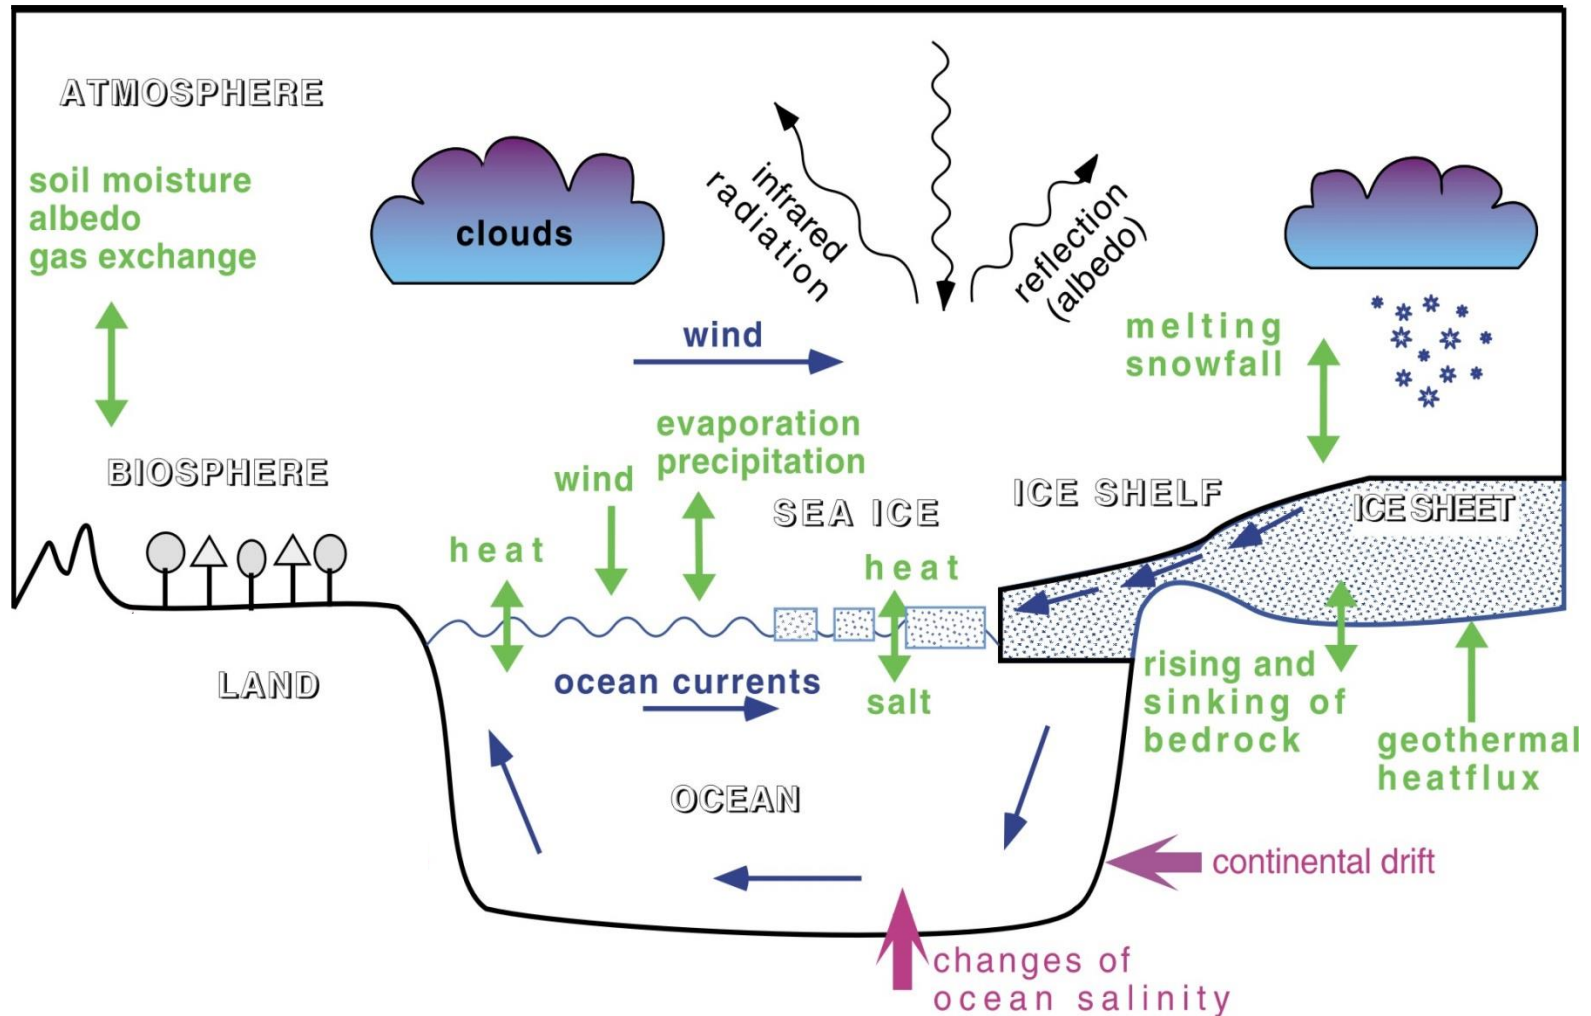 ATMOSPHERE
soil moisture
albedo
gas exchange
clouds
infrared
radiation
reflection
(albedo)
wind
melting
snowfall
evaporation
precipitation
BIOSPHERE
wind
SEA ICE
ICE SHELF
ICE SHEET
heat
heat
LAND
ocean currents
salt
rising and
sinking of
bedrock
geothermal
heatflux
OCEAN
continental drift
changes of
ocean salinity